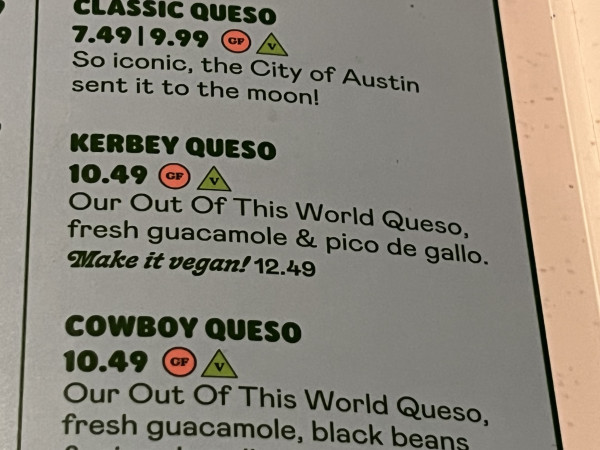 CLASSIC QUESO
7.49 | 9.99 GF V
So iconic, the City of Austin
sent it to the moon!
KERBEY QUESO
10.49 GF V
Our Out Of This World Queso,
fresh guacamole & pico de gallo.
Make it vegan! 12.49
COWBOY QUESO
10.49 GF V
Our Out Of This World Queso,
fresh guacamole, black beans